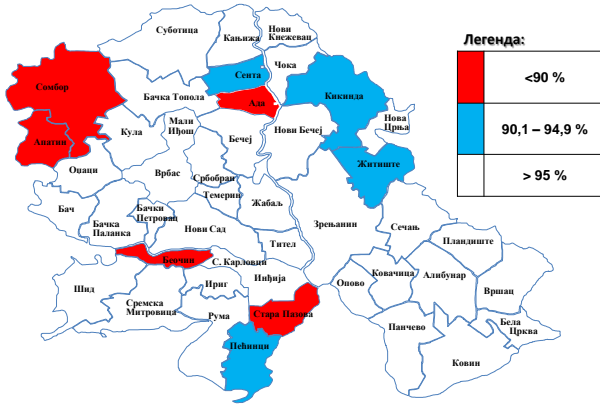 Суботица
Кањижа
Нови
Кнежевац
Легенда:
<90 %
90,1 – 94,9 %
> 95 %
Сента
Чока
Сомбор
Бачка Топола
Ада
Кикинда
Нова
Црња
Апатин
Кула
Мали
Иђош
Бечеј
Нови Бечеј
Житиште
Оџаци
Врбас
Србобран
Темерин
Бач
Бачка
Паланка
Бачки
Петровац
Нови Сад
Жабаљ
Зрењанин
Сечањ
Пландиште
Тител
Беочин
С. Карловци
Шид
Сремска
Митровица
Ириг
Инђија
Опово
Ковачица
Алибунар
Вршац
Рума
Стара Пазова
Панчево
Бела
Црква
Пећинци
Ковин